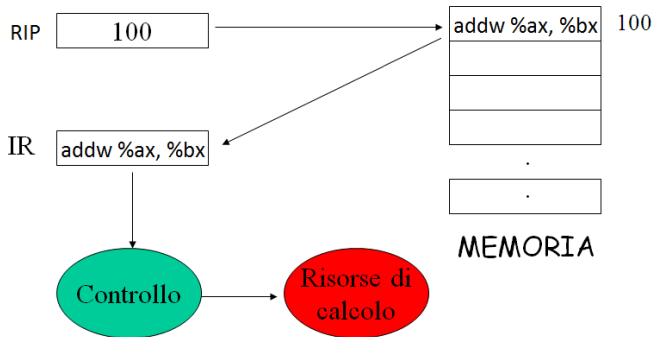 RIP
100
addw %ax, %bx
100
IR
addw %ax, %bx
.
.
MEMORIA
Controllo
Risorse di
calcolo